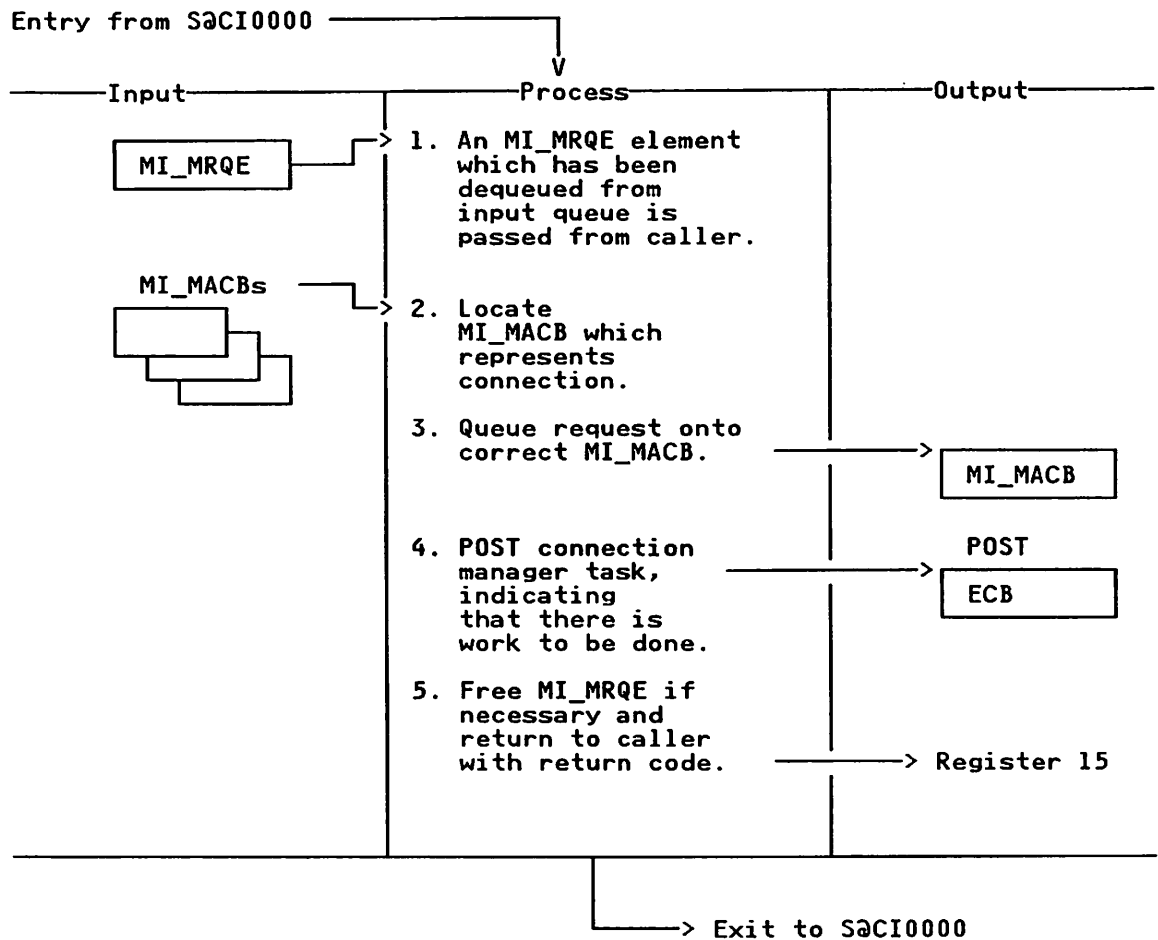 Entry from S@CI0000
Input
Process
Output
MI_MRQE
1. An MI_MRQE element
which has been
dequeued from
input queue is
passed from caller.
MI_MACBs
2. Locate
MI_MACB which
represents
connection.
3. Queue request onto
correct MI_MACB.
MI_MACB
4. POST connection
manager task,
indicating
that there is
work to be done.
POST
ECB
5. Free MI_MRQE if
necessary and
return to caller
with return code.
Register 15
Exit to S@CI0000